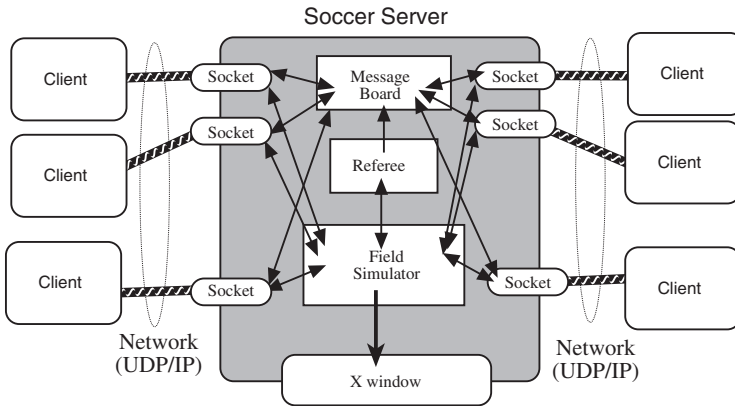 Soccer Server
Client
Socket
Message
Board
Socket
Client
Client
Socket
Socket
Client
Referee
Field
Simulator
Client
Socket
Socket
Client
Network
(UDP/IP)
Network
(UDP/IP)
X window